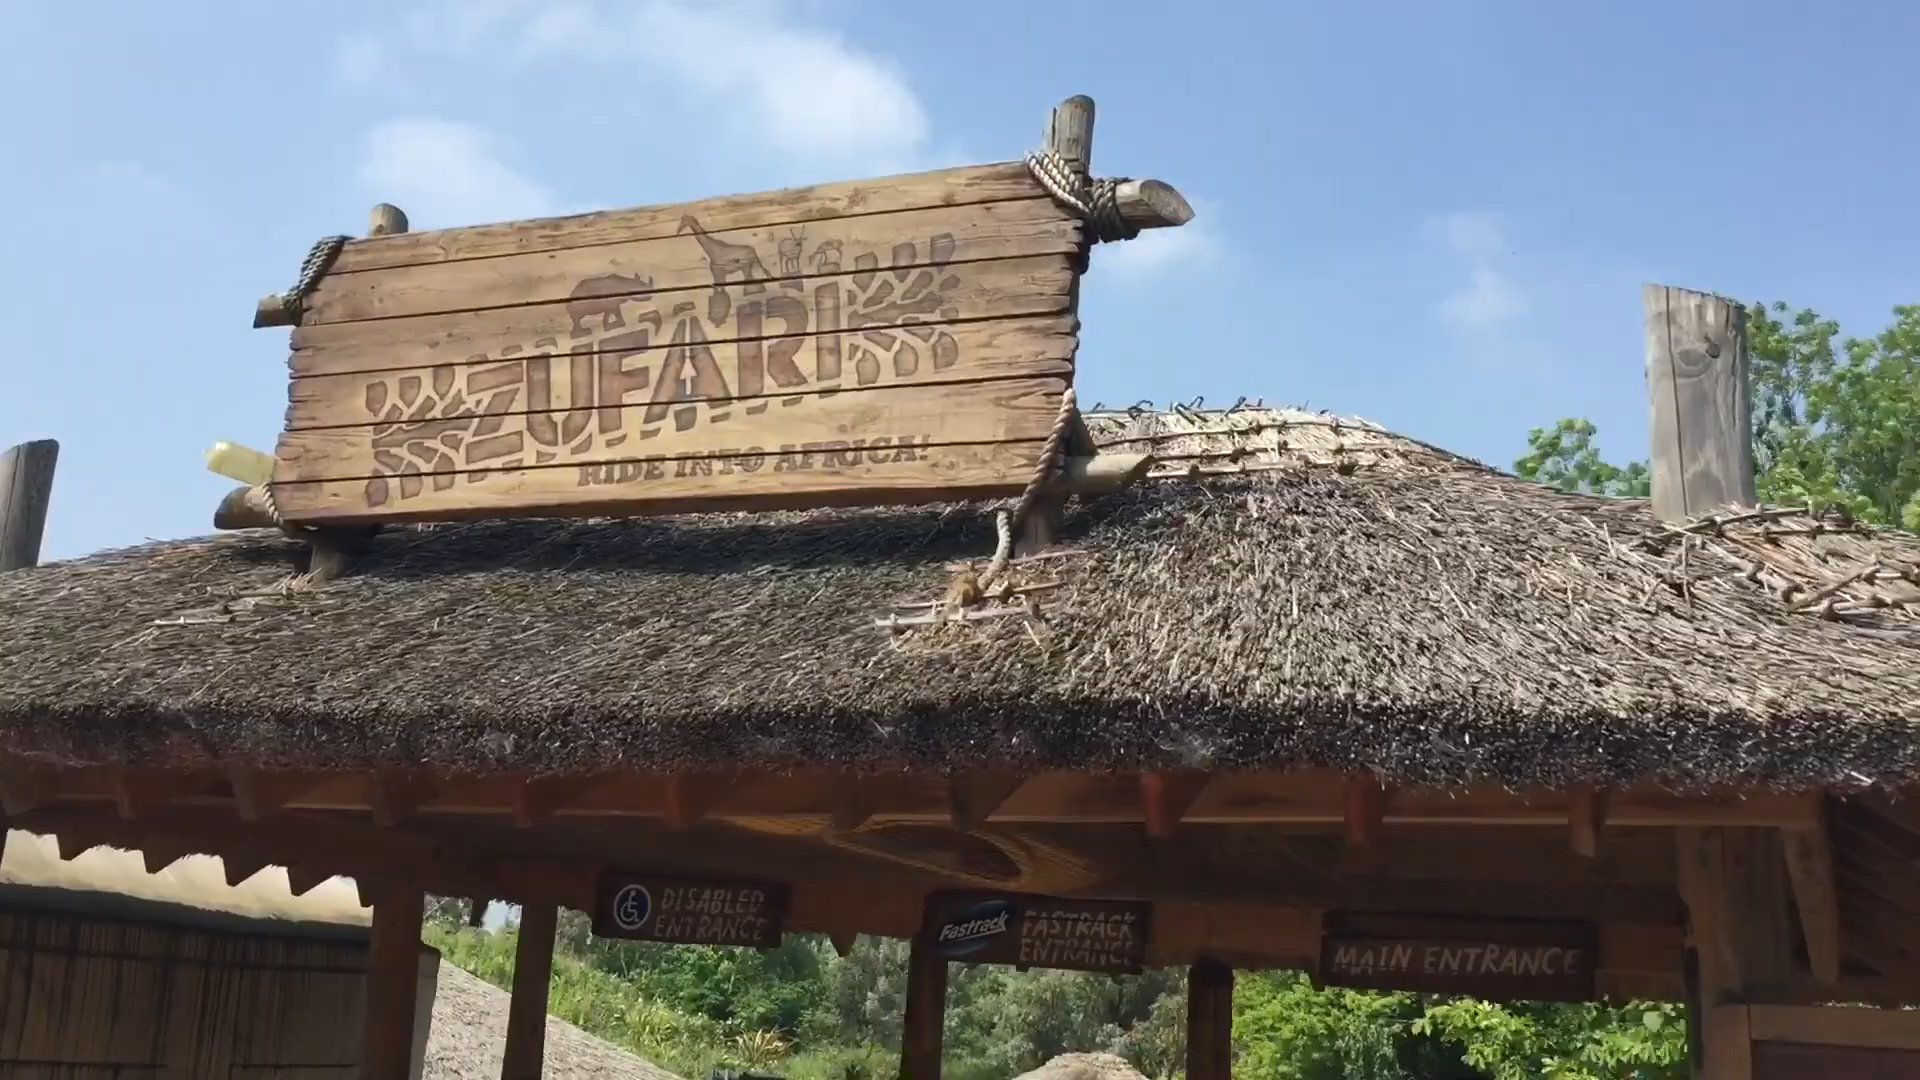 ZUFARI
RIDE INTO AFRICA!
DISABLED
ENTRANCE
Fastrack
FASTRACK
ENTRANCE
MAIN ENTRANCE